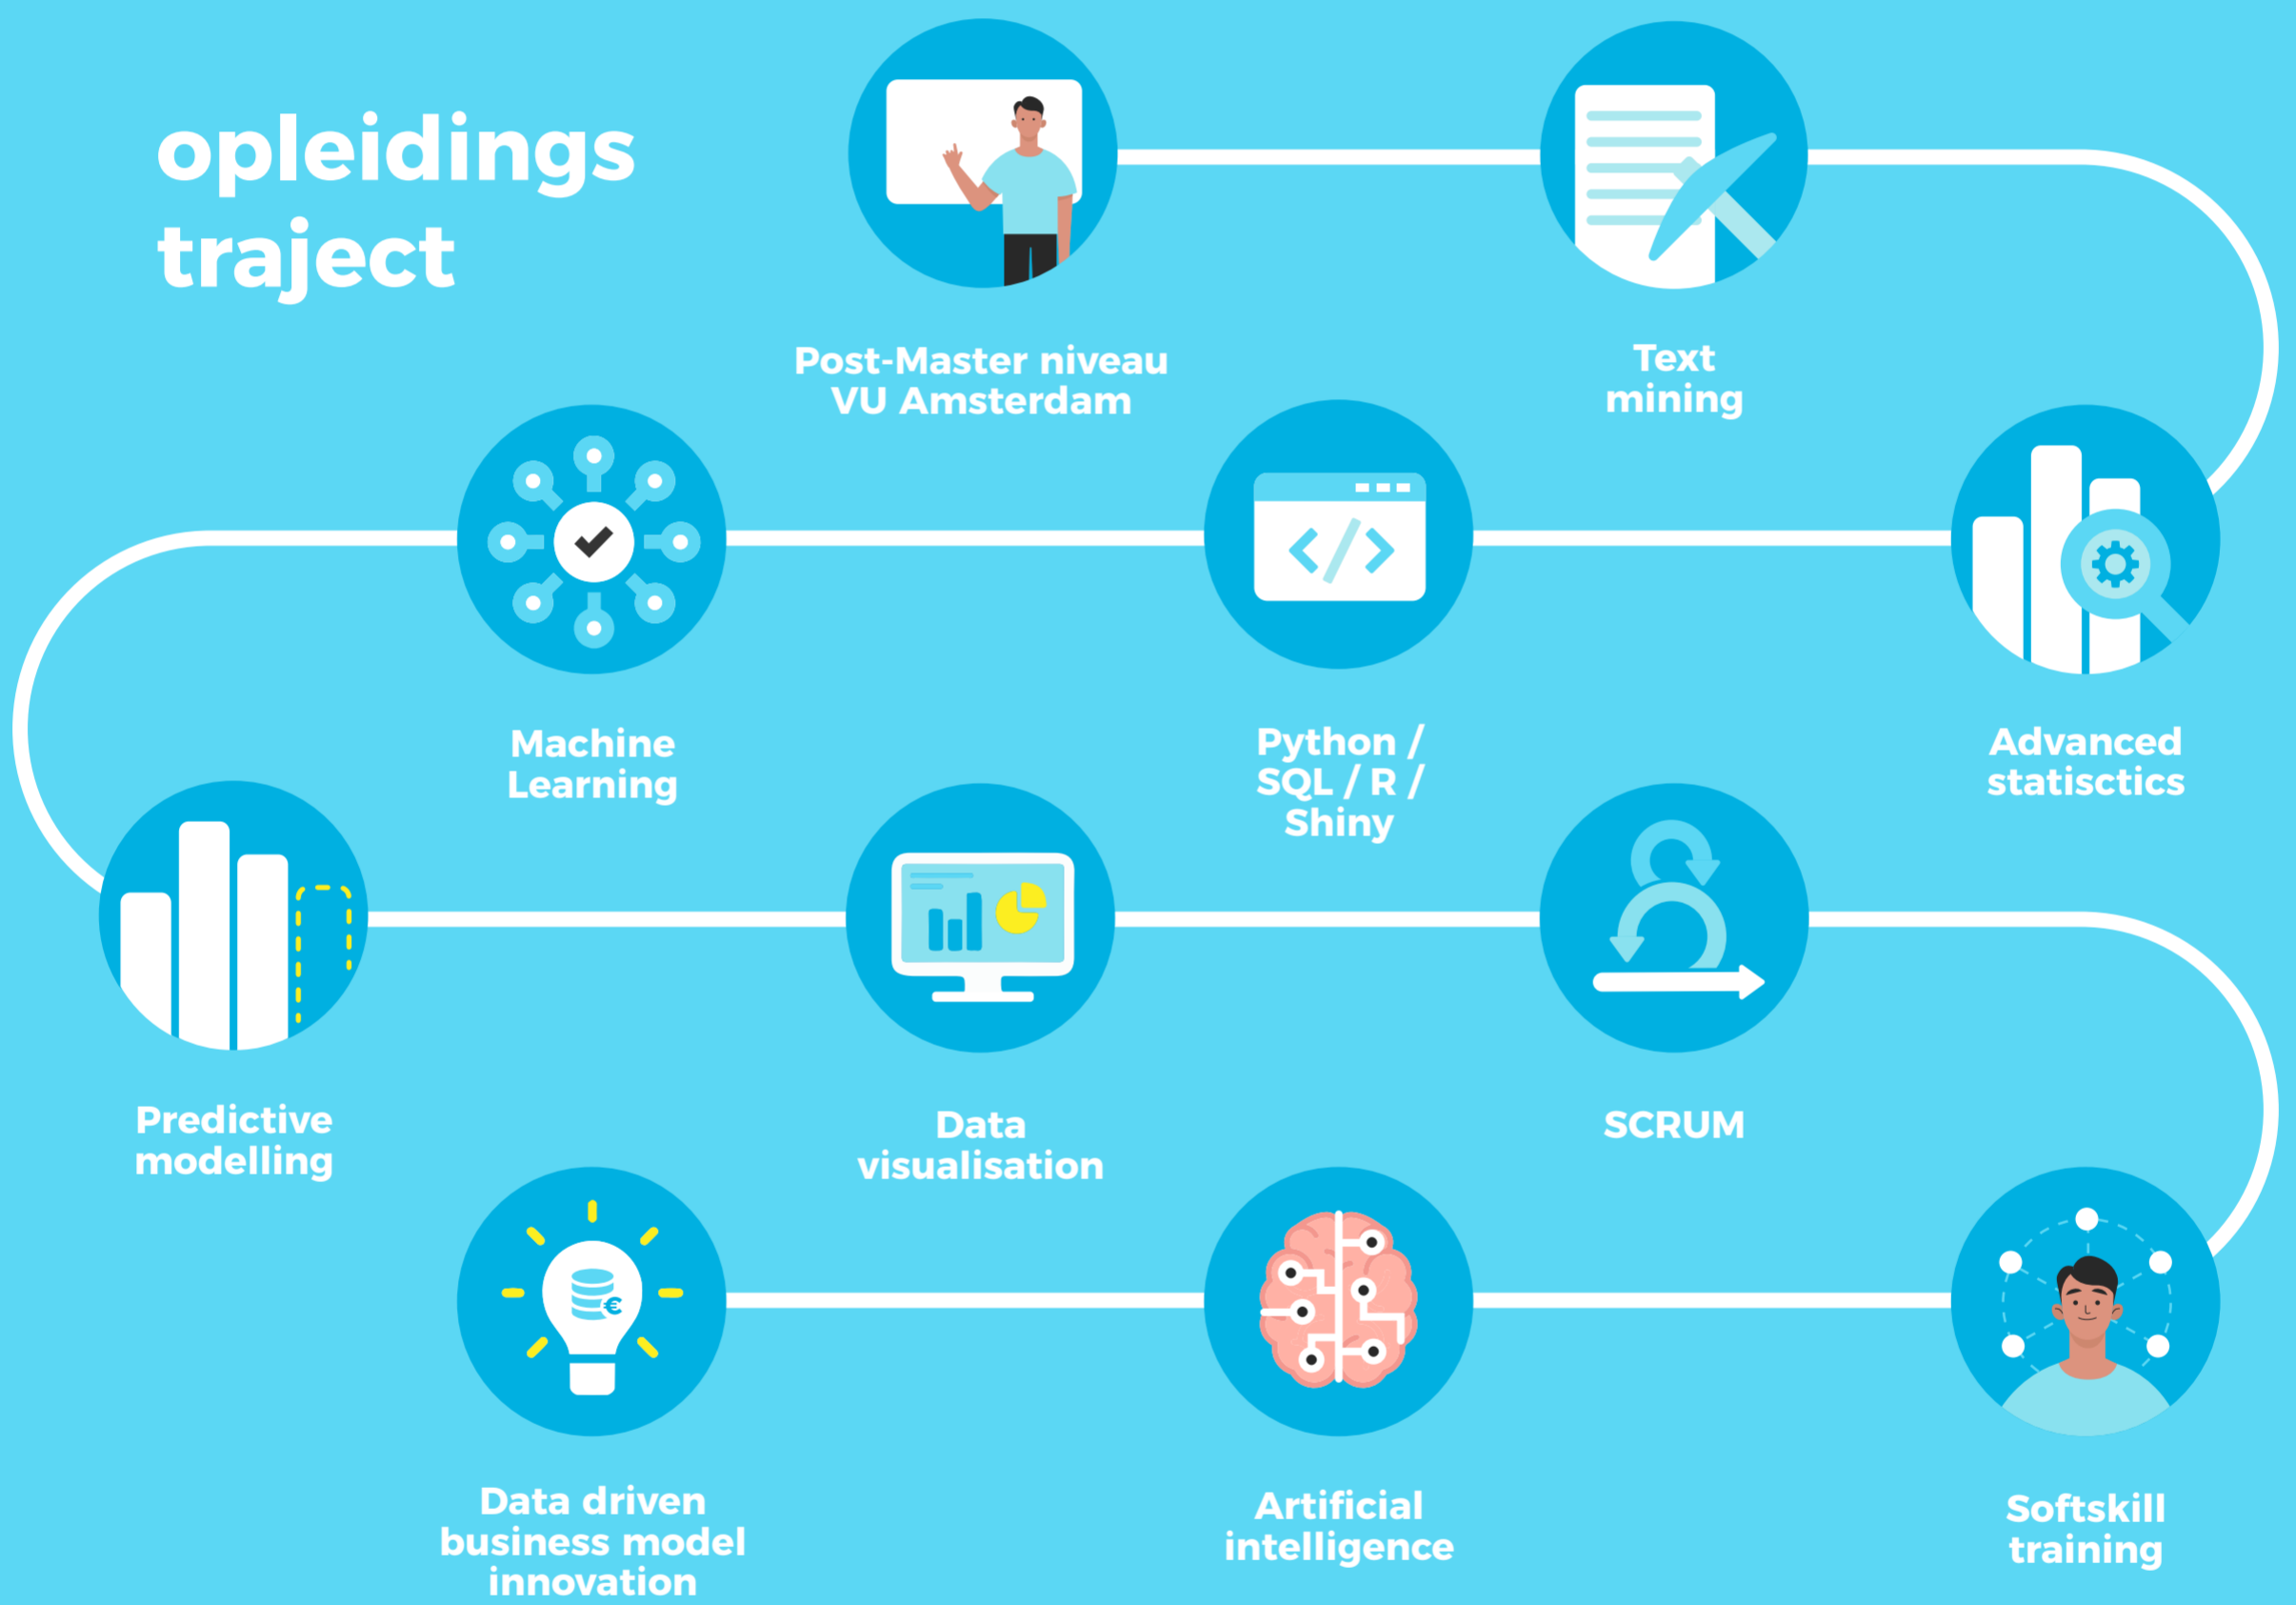 opleidings
traject
Post-Master niveau
VU Amsterdam
Text
mining
Advanced
statisctics
Python /
SQL / R /
Shiny
Machine
Learning
Predictive
modelling
Data
visualisation
SCRUM
Softskill
training
Artificial
intelligence
Data driven
business model
innovation